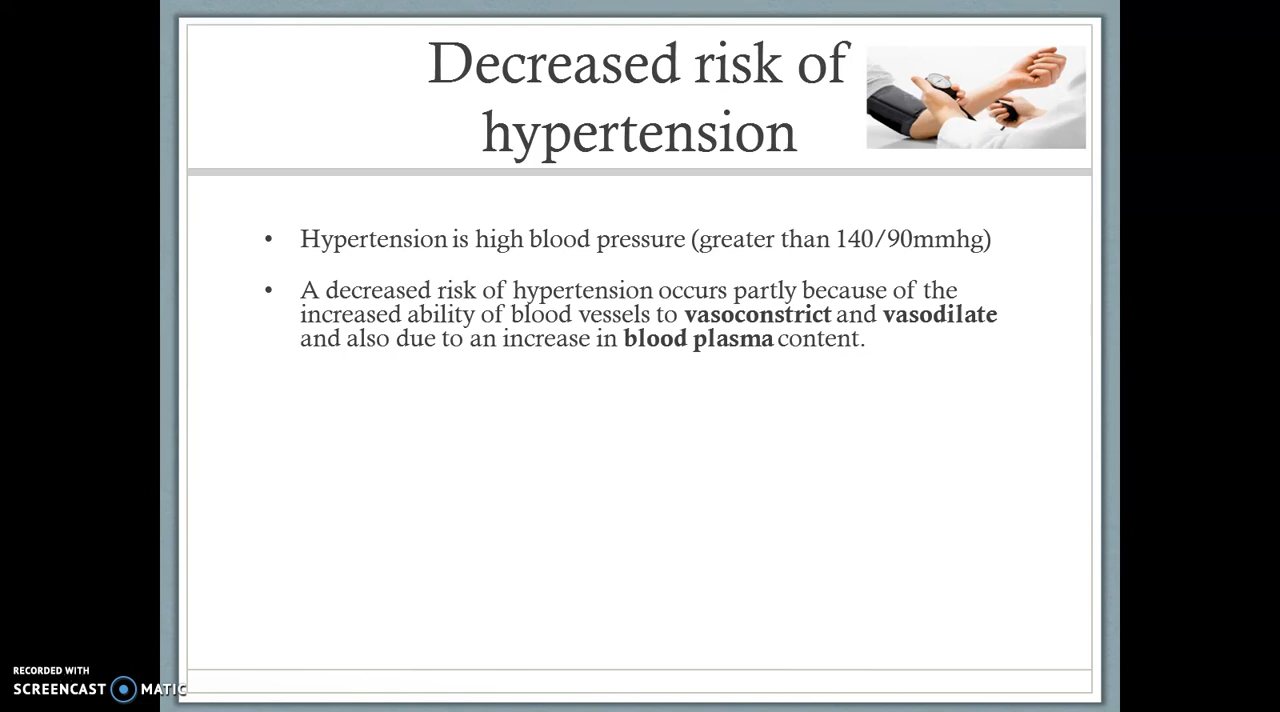 Decreased risk of
hypertension
• Hypertension is high blood pressure (greater than 140/90mmhg)
• A decreased risk of hypertension occurs partly because of the
increased ability of blood vessels to vasoconstrict and vasodilate
and also due to an increase in blood plasma content.
RECORDED WITH
SCREENCAST MATIC